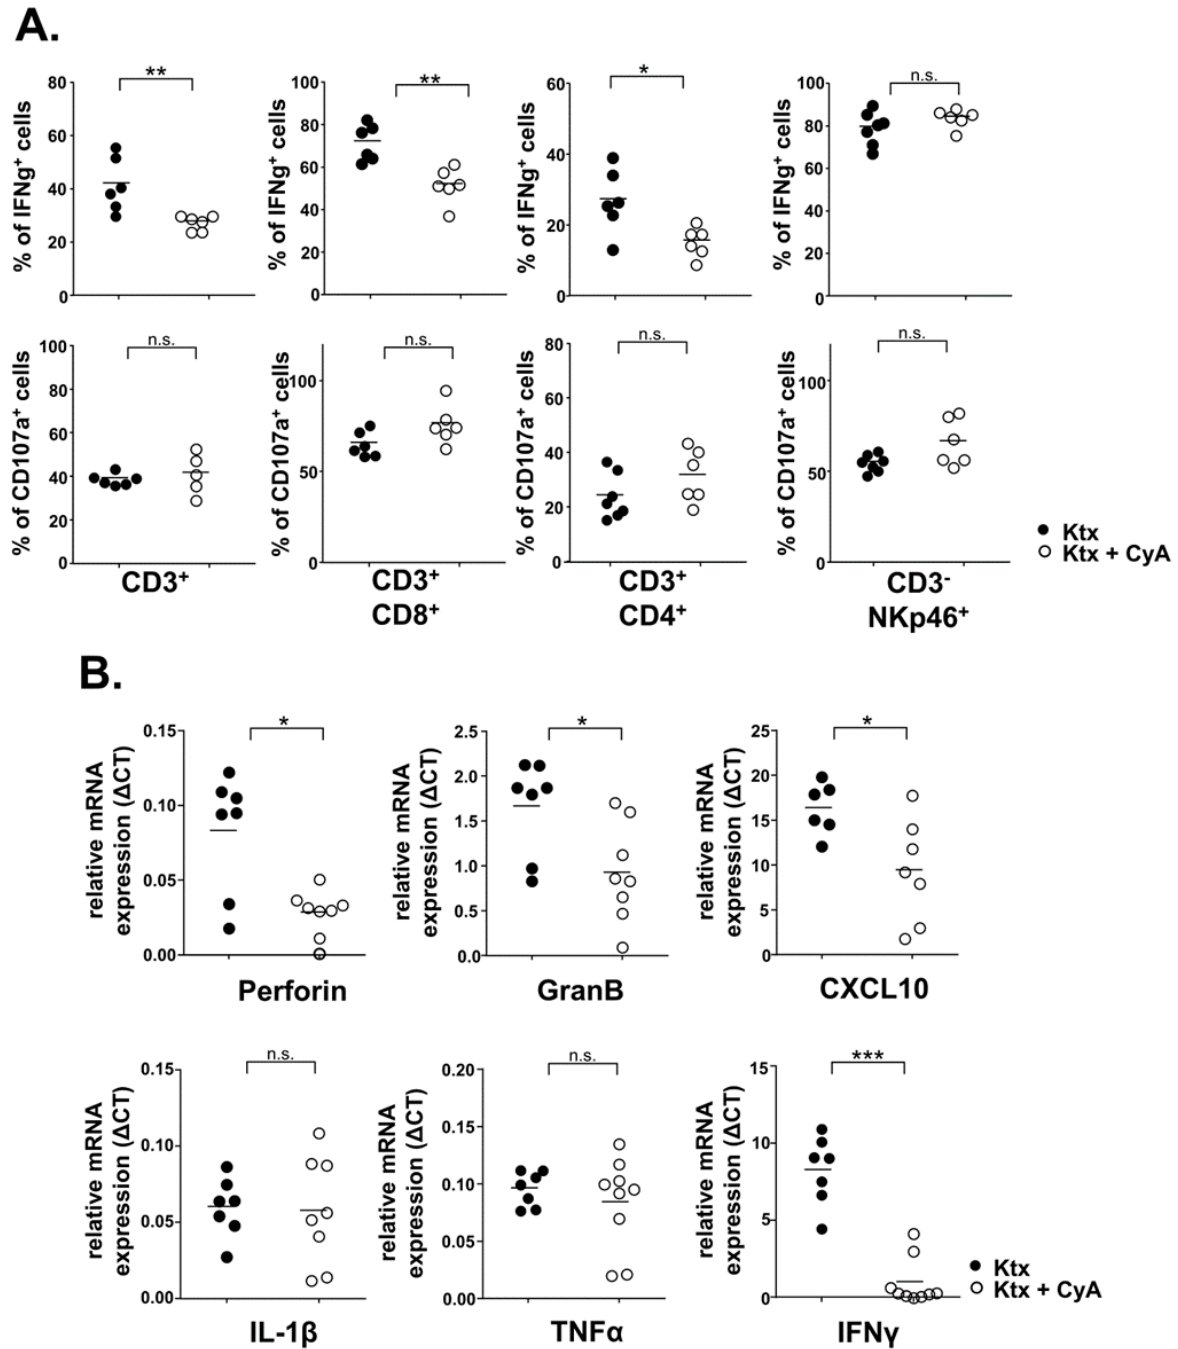 A.
% of IFNg⁺ cells
80
60
40
20
0
**
% of IFNg⁺ cells
100
80
60
40
20
0
**
% of IFNg⁺ cells
60
40
20
0
*
% of IFNg⁺ cells
100
80
60
40
20
0
n.s.
% of CD107a⁺ cells
100
80
60
40
20
0
n.s.
CD3⁺
% of CD107a⁺ cells
100
50
0
n.s.
CD3⁺
CD8⁺
% of CD107a⁺ cells
80
60
40
20
0
n.s.
CD3⁺
CD4⁺
% of CD107a⁺ cells
100
50
0
n.s.
CD3⁻
NKp46⁺
Ktx
Ktx + CyA
B.
relative mRNA
expression (ΔCT)
0.15
0.10
0.05
0.00
*
Perforin
relative mRNA
expression (ΔCT)
2.5
2.0
1.5
1.0
0.5
0.0
*
GranB
relative mRNA
expression (ΔCT)
25
20
15
10
5
0
*
CXCL10
relative mRNA
expression (ΔCT)
0.15
0.10
0.05
0.00
n.s.
IL-1β
relative mRNA
expression (ΔCT)
0.20
0.15
0.10
0.05
0.00
n.s.
TNFα
relative mRNA
expression (ΔCT)
15
10
5
0
***
IFNγ
Ktx
Ktx + CyA